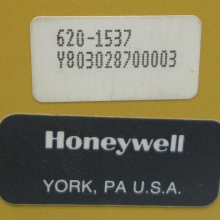 620-1537
Y803028700003
Honeywell
YORK, PA U.S.A.